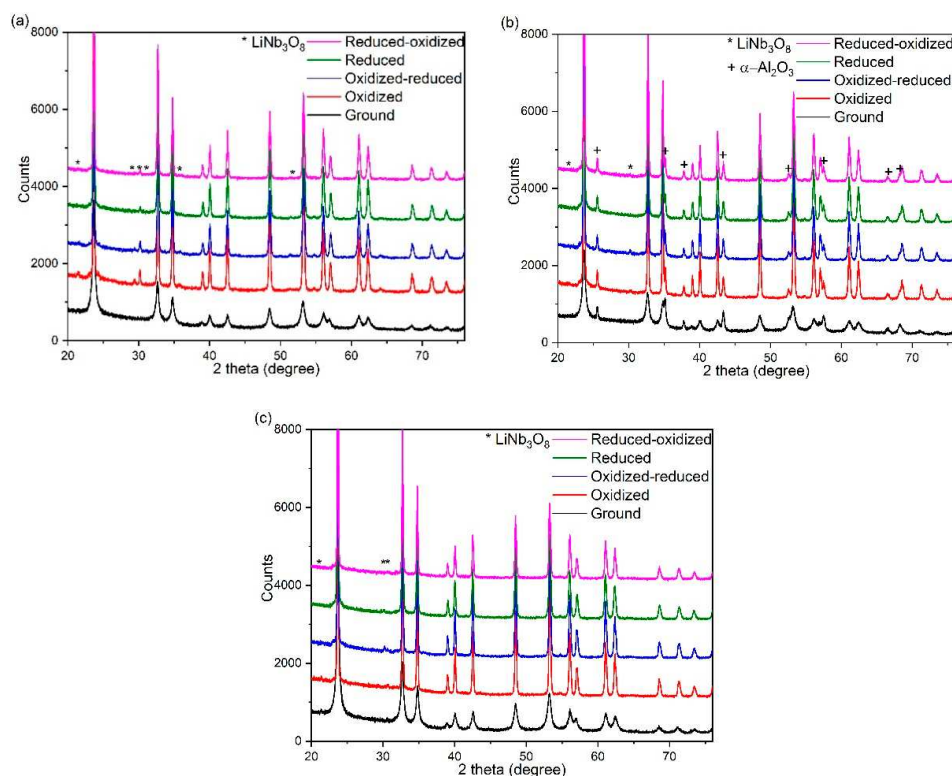 (a)
8000
6000
4000
2000
0
Counts
* LiNb₃O₈
Reduced-oxidized
Reduced
Oxidized-reduced
Oxidized
Ground
* *** * *
20 30 40 50 60 70
2 theta (degree)
(b)
8000
6000
4000
2000
0
Counts
* LiNb₃O₈
+ α–Al₂O₃
Reduced-oxidized
Reduced
Oxidized-reduced
Oxidized
Ground
* + * + + + + + + +
20 30 40 50 60 70
2 theta (degree)
(c)
8000
6000
4000
2000
0
Counts
* LiNb₃O₈
Reduced-oxidized
Reduced
Oxidized-reduced
Oxidized
Ground
* **
20 30 40 50 60 70
2 theta (degree)